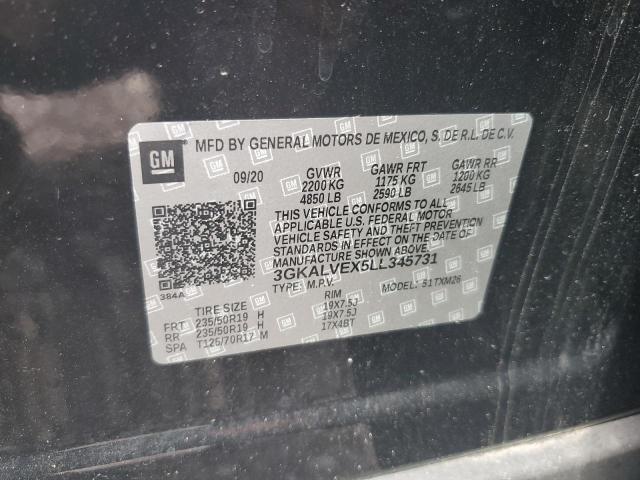 GM
MFD BY GENERAL MOTORS DE MEXICO, S. DE R.L. DE C.V.
09/20 GVWR GAWR FRT GAWR RR
2200 KG 1175 KG 1200 KG
4850 LB 2590 LB 2645 LB
THIS VEHICLE CONFORMS TO ALL
APPLICABLE U.S. FEDERAL MOTOR
VEHICLE SAFETY STANDARDS IN
EFFECT ON THE DATE OF
MANUFACTURE SHOWN ABOVE.
3GKALVEX5LL345731
TYPE: M.P.V. MODEL: 51TXM26
384A
TIRE SIZE RIM
FRT 235/50R19 H 19X7.5J
RR 235/50R19 H 19X7.5J
SPA T125/70R17 M 17X4BT